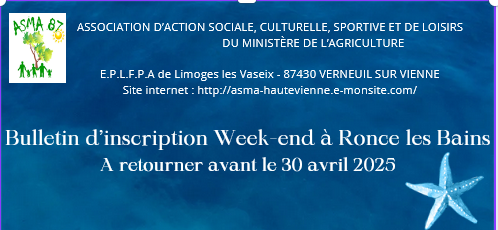 ASMA 87
ASSOCIATION D'ACTION SOCIALE, CULTURELLE, SPORTIVE ET DE LOISIRS
DU MINISTÈRE DE L'AGRICULTURE
E.P.L.F.P.A de Limoges les Vaseix - 87430 VERNEUIL SUR VIENNE
Site internet : http://asma-hautevienne.e-monsite.com/
Bulletin d'inscription Week-end à Ronce les Bains
A retourner avant le 30 avril 2025